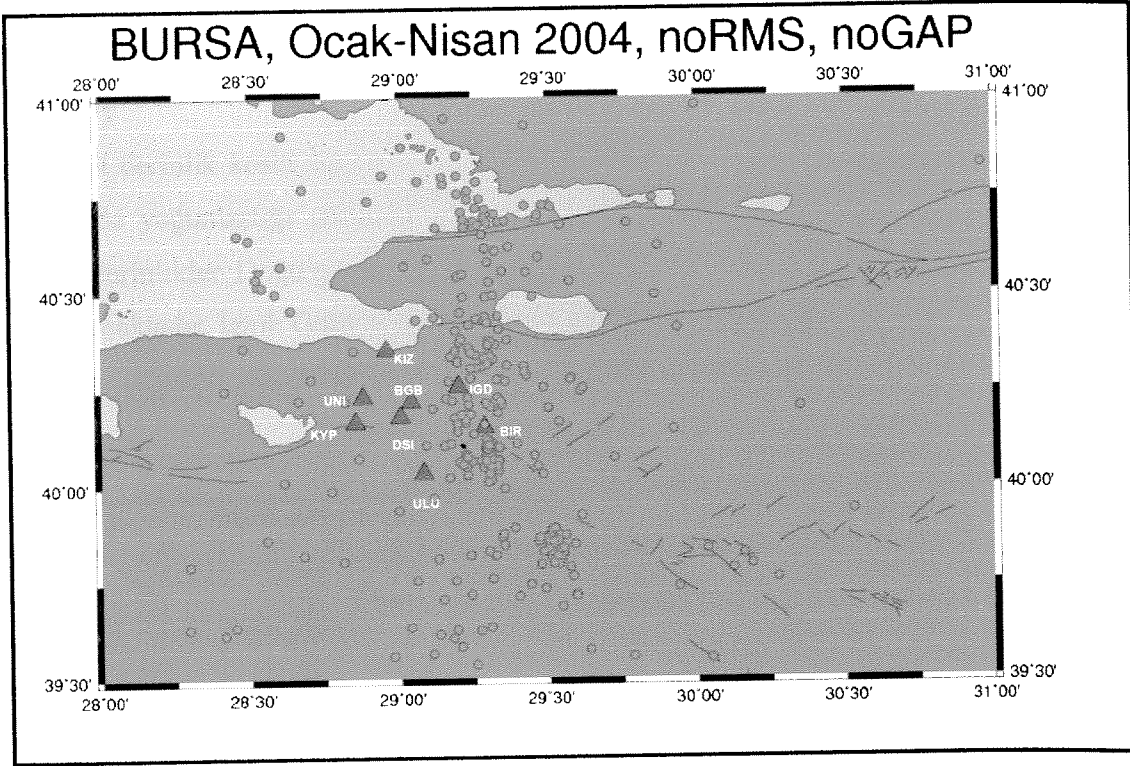 BURSA, Ocak-Nisan 2004, noRMS, noGAP
28°00' 28°30' 29°00' 29°30' 30°00' 30°30' 31°00'
41°00' 41°00'
40°30' 40°30'
KIZ
UNI BGB IGD
KYP DSI BIR
40°00' 40°00'
ULU
39°30' 39°30'
28°00' 28°30' 29°00' 29°30' 30°00' 30°30' 31°00'